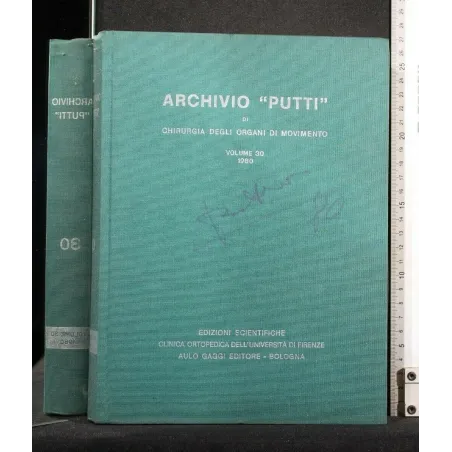 ARCHIVIO "PUTTI"
DI
CHIRURGIA DEGLI ORGANI DI MOVIMENTO
VOLUME 30
1980
30
EDIZIONI SCIENTIFICHE
CLINICA ORTOPEDICA DELL'UNIVERSITÀ DI FIRENZE
AULO GAGGI EDITORE - BOLOGNA
ARCHIVIO
"PUTTI"
30